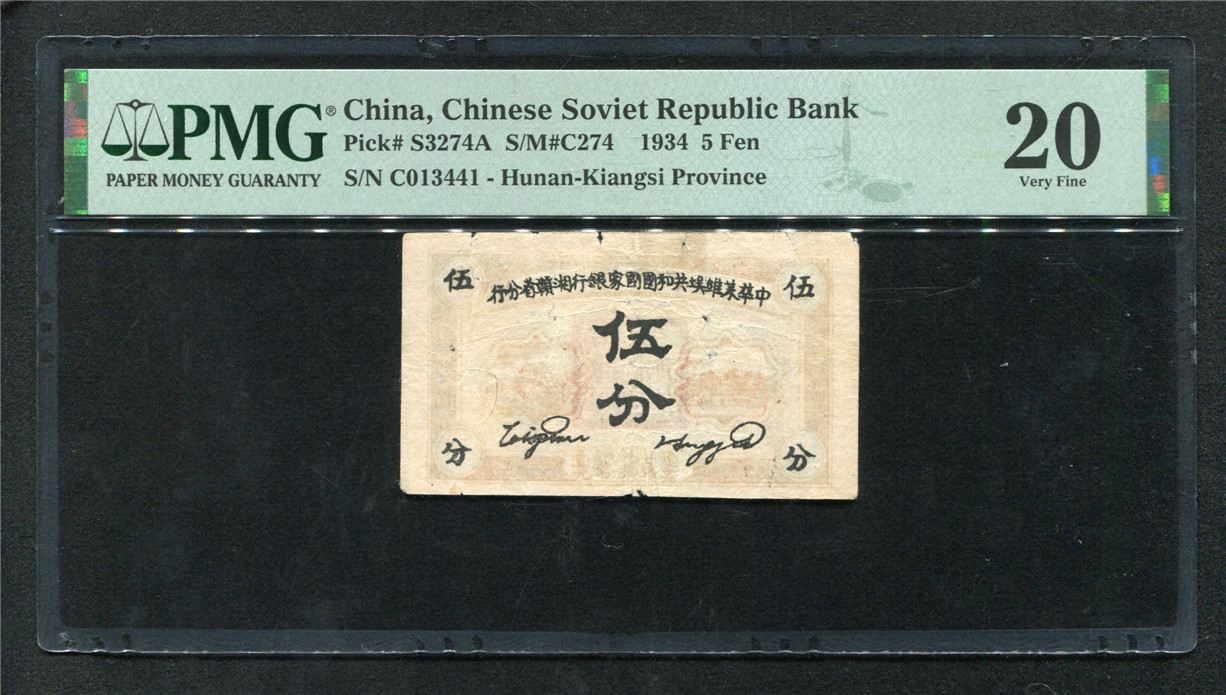 PMG®
PAPER MONEY GUARANTY
China, Chinese Soviet Republic Bank
Pick# S3274A S/M#C274 1934 5 Fen
S/N C013441 - Hunan-Kiangsi Province
20
Very Fine
中華蘇維埃共和國國家銀行湘贛省分行
伍
伍
伍
分
分
分